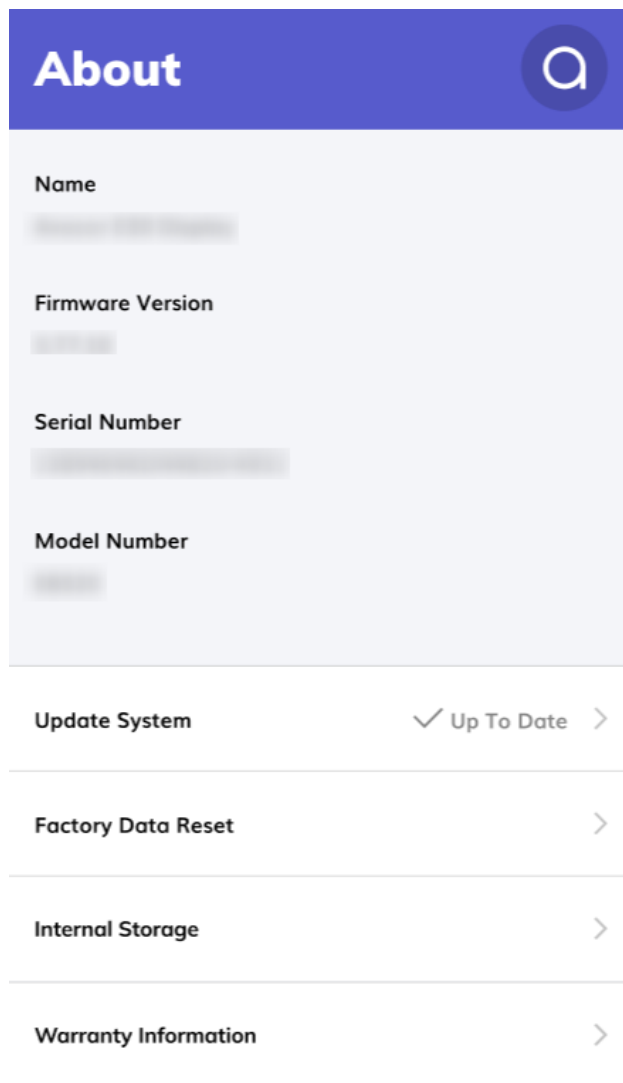 About
Name
Firmware Version
Serial Number
Model Number
Update System
Up To Date
Factory Data Reset
Internal Storage
Warranty Information